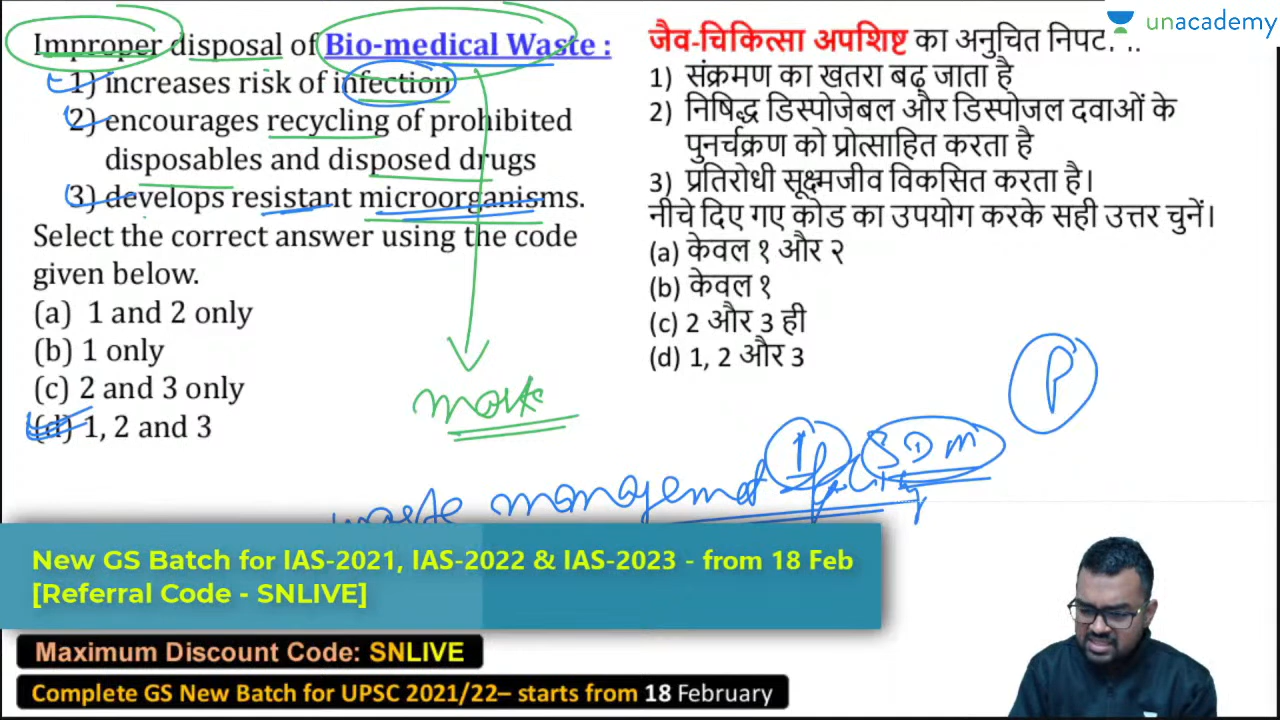 unacademy
Improper disposal of Bio-medical Waste :
1) increases risk of infection
2) encourages recycling of prohibited
disposables and disposed drugs
3) develops resistant microorganisms.
Select the correct answer using the code
given below.
(a) 1 and 2 only
(b) 1 only
(c) 2 and 3 only
(d) 1, 2 and 3
जैव-चिकित्सा अपशिष्ट का अनुचित निपट
1) संक्रमण का खतरा बढ़ जाता है
2) निषिद्ध डिस्पोजेबल और डिस्पोजल दवाओं के
पुनर्चक्रण को प्रोत्साहित करता है
3) प्रतिरोधी सूक्ष्मजीव विकसित करता है।
नीचे दिए गए कोड का उपयोग करके सही उत्तर चुनें।
(a) केवल १ और २
(b) केवल १
(c) 2 और 3 ही
(d) 1, 2 और 3
P
1 SDM
waste management facility
New GS Batch for IAS-2021, IAS-2022 & IAS-2023 - from 18 Feb
[Referral Code - SNLIVE]
Maximum Discount Code: SNLIVE
Complete GS New Batch for UPSC 2021/22– starts from 18 February